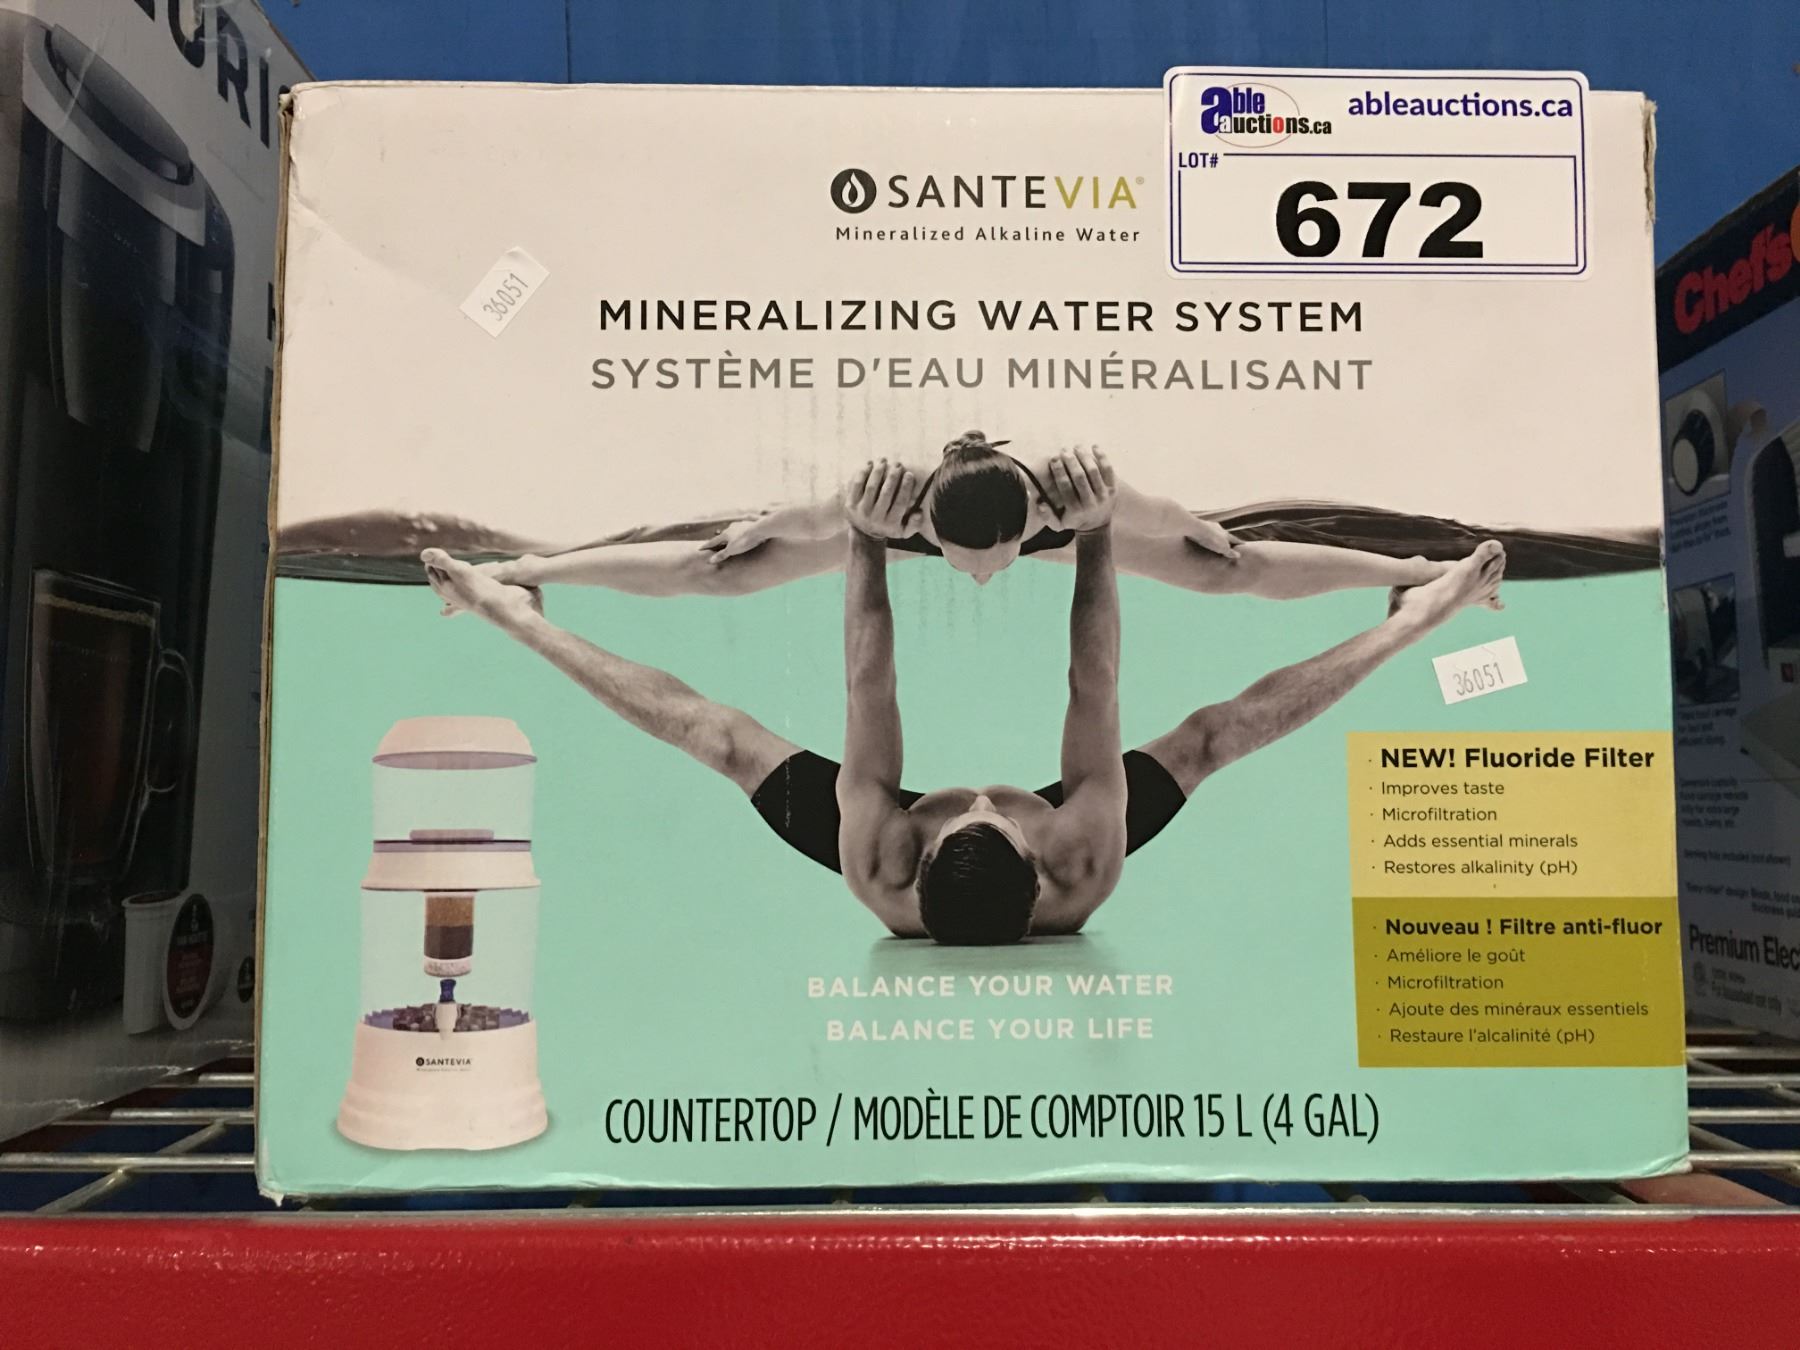 able
auctions.ca
ableauctions.ca
LOT#
672
SANTEVIA®
Mineralized Alkaline Water
36051
MINERALIZING WATER SYSTEM
SYSTÈME D'EAU MINÉRALISANT
36051
· NEW! Fluoride Filter
· Improves taste
· Microfiltration
· Adds essential minerals
· Restores alkalinity (pH)
· Nouveau ! Filtre anti-fluor
· Améliore le goût
· Microfiltration
· Ajoute des minéraux essentiels
· Restaure l'alcalinité (pH)
SANTEVIA
BALANCE YOUR WATER
BALANCE YOUR LIFE
COUNTERTOP / MODÈLE DE COMPTOIR 15 L (4 GAL)
Chef's
Premium Elec